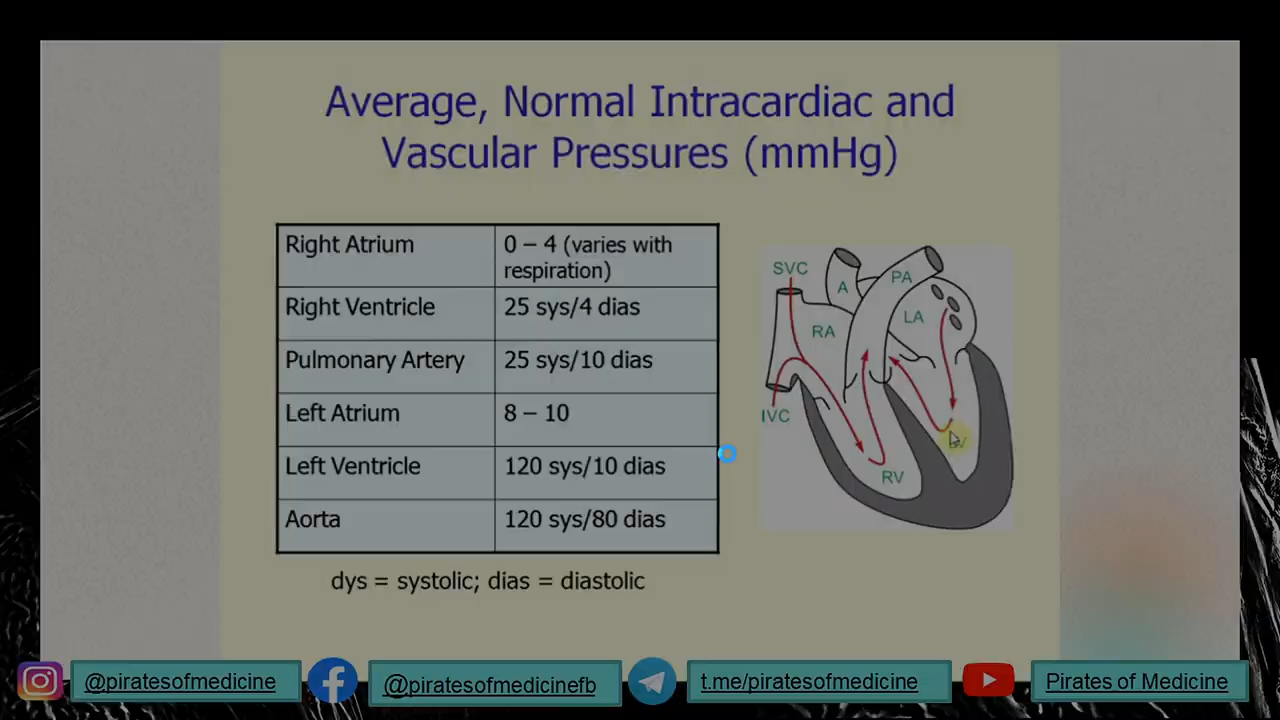 Average, Normal Intracardiac and
Vascular Pressures (mmHg)
Right Atrium
0 – 4 (varies with
respiration)
Right Ventricle
25 sys/4 dias
Pulmonary Artery
25 sys/10 dias
Left Atrium
8 – 10
Left Ventricle
120 sys/10 dias
Aorta
120 sys/80 dias
dys = systolic; dias = diastolic
SVC
A
PA
LA
RA
IVC
RV
@piratesofmedicine
@piratesofmedicinefb
t.me/piratesofmedicine
Pirates of Medicine